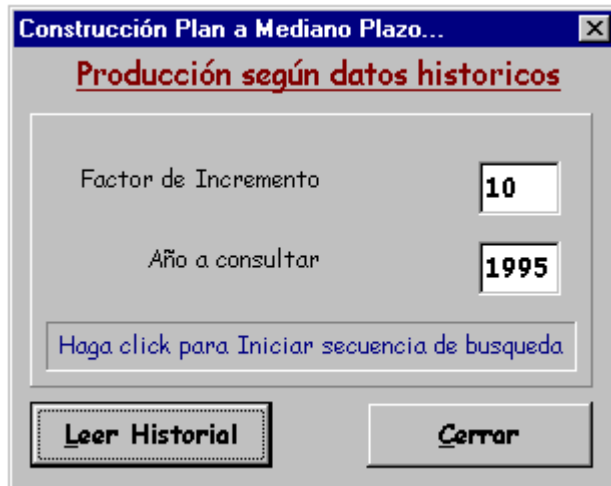 Construcción Plan a Mediano Plazo...
Producción según datos historicos
Factor de Incremento 10
Año a consultar 1995
Haga click para Iniciar secuencia de busqueda
Leer Historial Cerrar